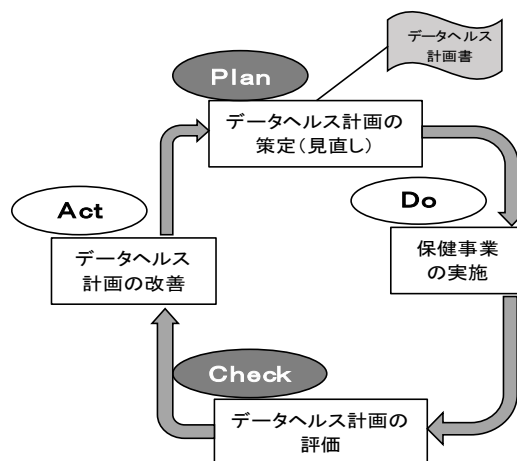 データヘルス
計画書
Plan
データヘルス計画の
策定(見直し)
Do
保健事業
の実施
Act
データヘルス
計画の改善
Check
データヘルス計画の
評価